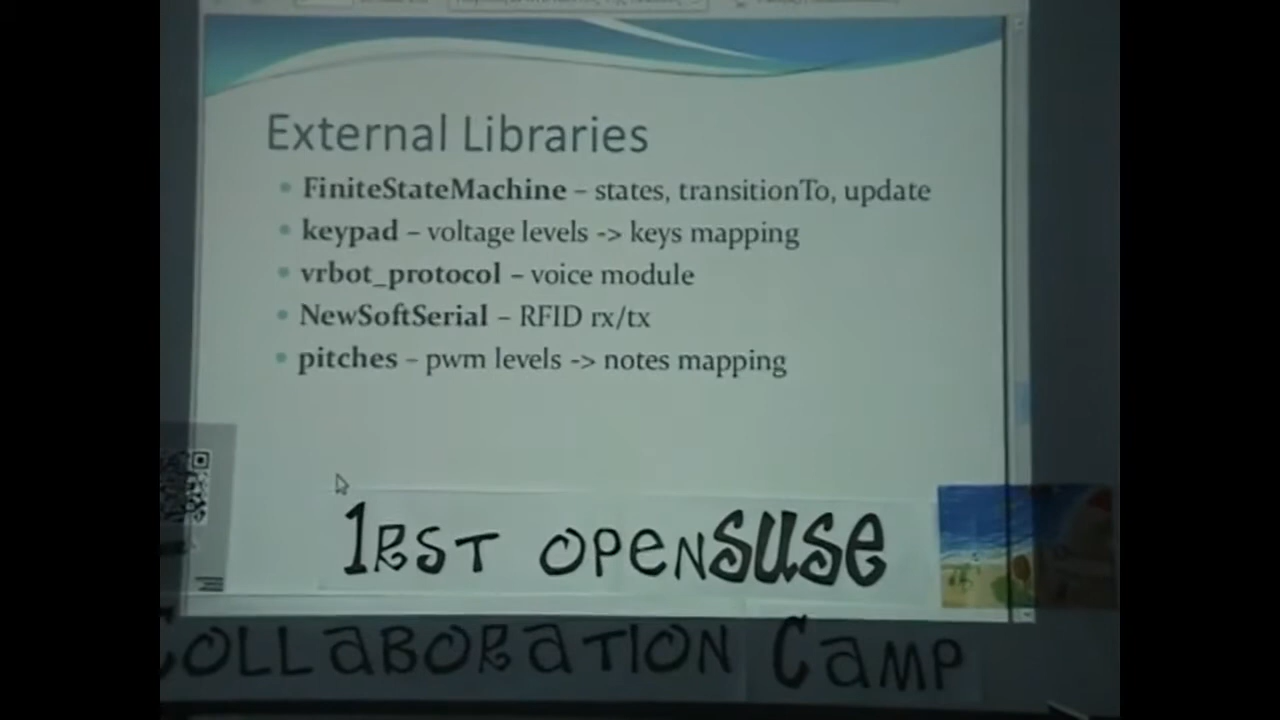 External Libraries
FiniteStateMachine – states, transitionTo, update
keypad – voltage levels -> keys mapping
vrbot_protocol – voice module
NewSoftSerial – RFID rx/tx
pitches – pwm levels -> notes mapping
1RST OPENSUSE
COLLaBORaTION CaMP